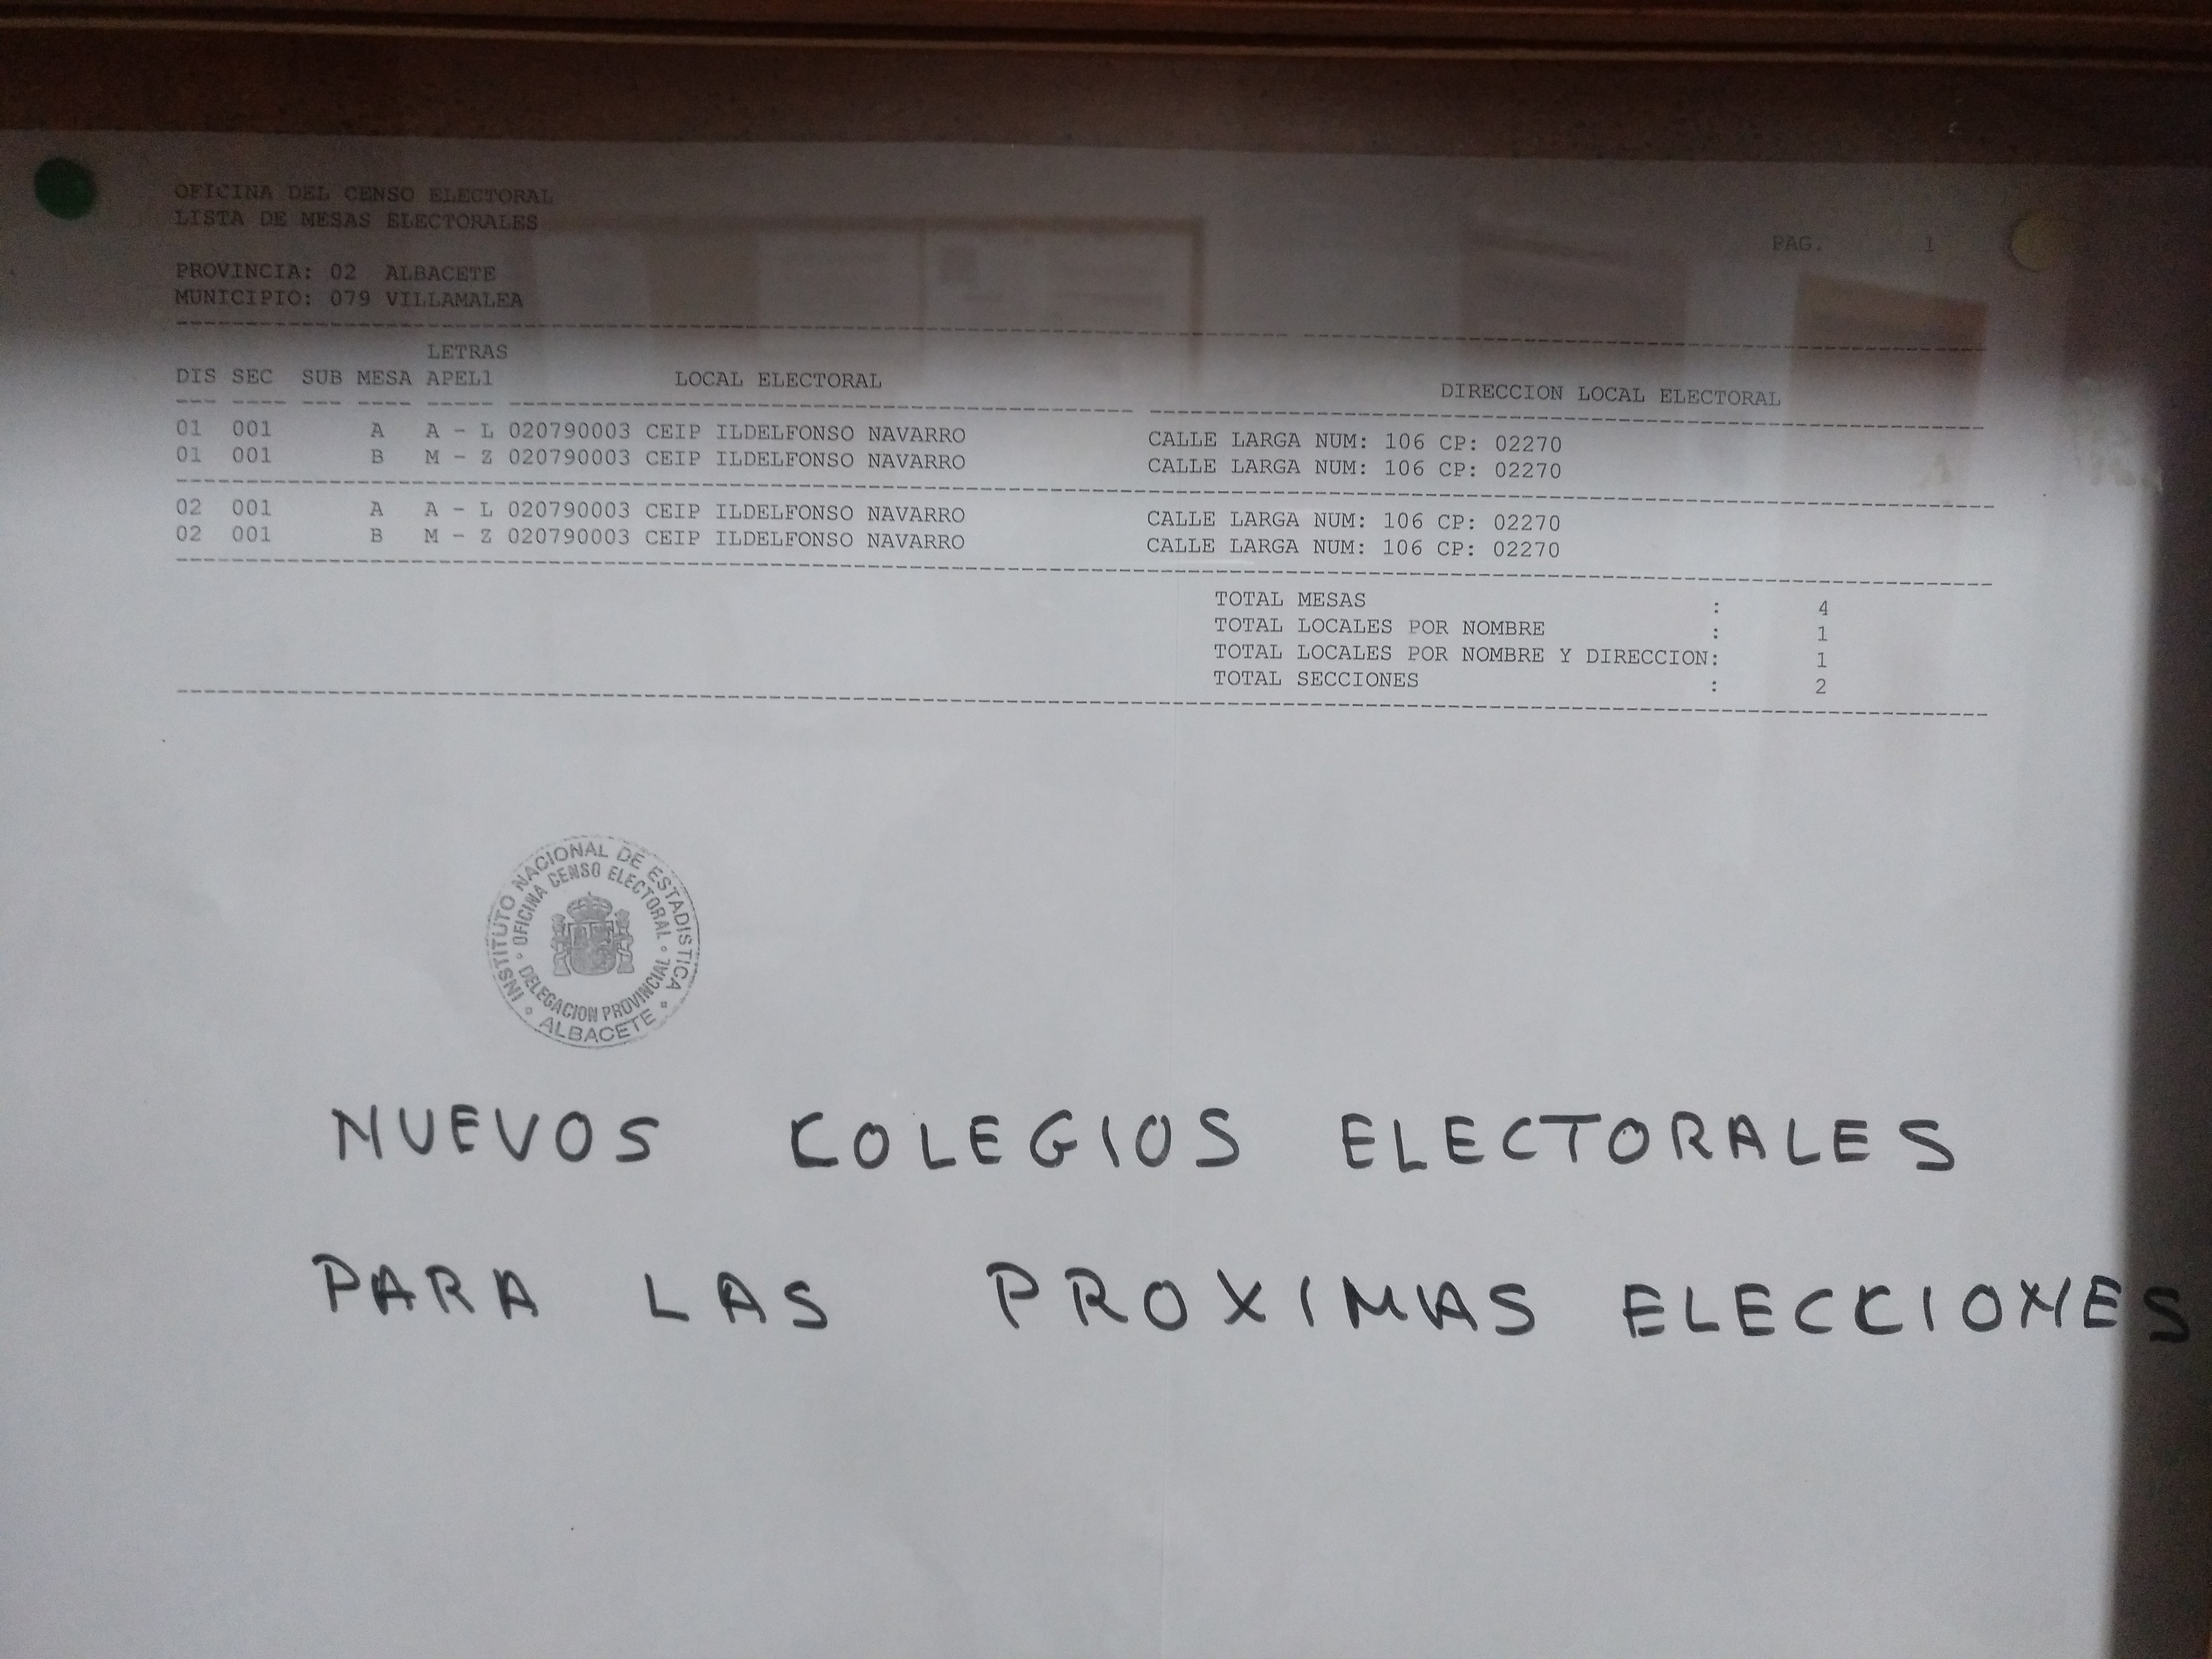 OFICINA DEL CENSO ELECTORAL
LISTA DE MESAS ELECTORALES
PAG. 1
PROVINCIA: 02 ALBACETE
MUNICIPIO: 079 VILLAMALEA
LETRAS
DIS SEC SUB MESA APEL1 LOCAL ELECTORAL DIRECCION LOCAL ELECTORAL
01 001 A A - L 020790003 CEIP ILDELFONSO NAVARRO CALLE LARGA NUM: 106 CP: 02270
01 001 B M - Z 020790003 CEIP ILDELFONSO NAVARRO CALLE LARGA NUM: 106 CP: 02270
02 001 A A - L 020790003 CEIP ILDELFONSO NAVARRO CALLE LARGA NUM: 106 CP: 02270
02 001 B M - Z 020790003 CEIP ILDELFONSO NAVARRO CALLE LARGA NUM: 106 CP: 02270
TOTAL MESAS : 4
TOTAL LOCALES POR NOMBRE : 1
TOTAL LOCALES POR NOMBRE Y DIRECCION: 1
TOTAL SECCIONES : 2
INSTITUTO NACIONAL DE ESTADISTICA
OFICINA CENSO ELECTORAL
DELEGACION PROVINCIAL
ALBACETE
NUEVOS COLEGIOS ELECTORALES
PARA LAS PROXIMAS ELECCIONES